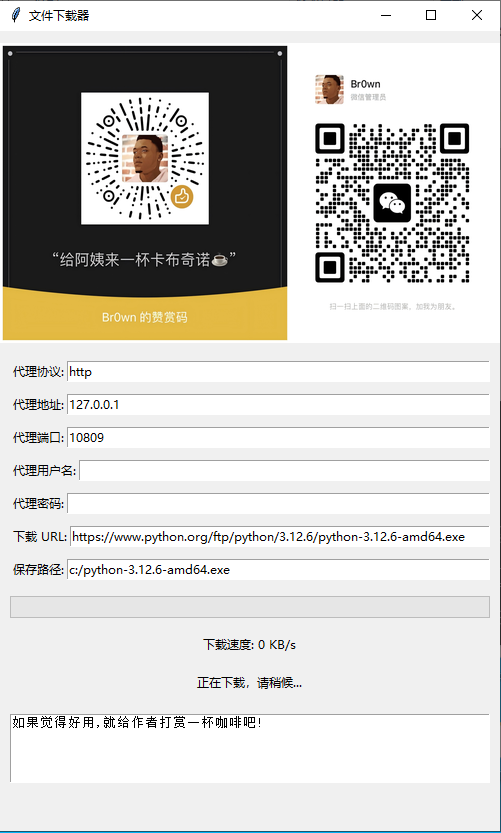 文件下载器
Br0wn
微信管理员
“给阿姨来一杯卡布奇诺☕”
Br0wn 的赞赏码
扫一扫上面的二维码图案，加我为朋友。
代理协议: http
代理地址: 127.0.0.1
代理端口: 10809
代理用户名:
代理密码:
下载 URL: https://www.python.org/ftp/python/3.12.6/python-3.12.6-amd64.exe
保存路径: c:/python-3.12.6-amd64.exe
下载速度: 0 KB/s
正在下载，请稍候...
如果觉得好用,就给作者打赏一杯咖啡吧!